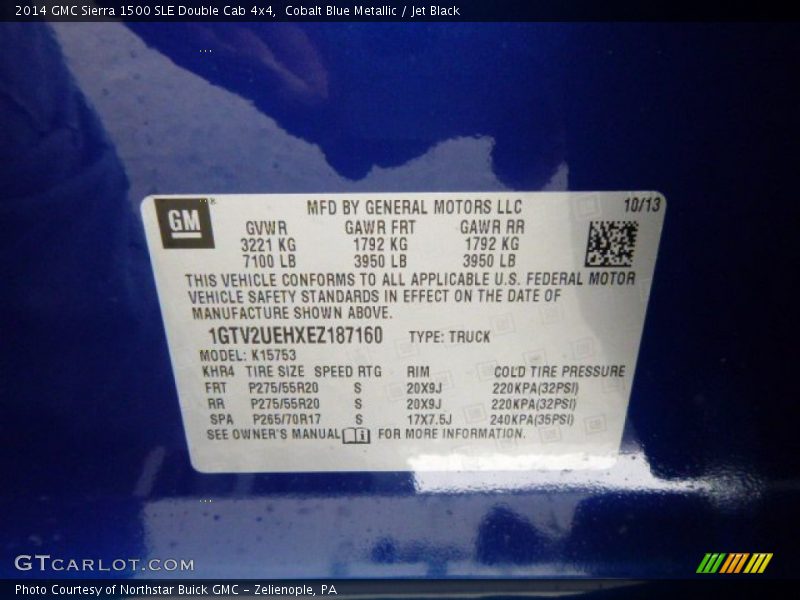 2014 GMC Sierra 1500 SLE Double Cab 4x4, Cobalt Blue Metallic / Jet Black
GM ® MFD BY GENERAL MOTORS LLC 10/13
GVWR GAWR FRT GAWR RR
3221 KG 1792 KG 1792 KG
7100 LB 3950 LB 3950 LB
THIS VEHICLE CONFORMS TO ALL APPLICABLE U.S. FEDERAL MOTOR
VEHICLE SAFETY STANDARDS IN EFFECT ON THE DATE OF
MANUFACTURE SHOWN ABOVE.
1GTV2UEHXEZ187160 TYPE: TRUCK
MODEL: K15753
KHR4 TIRE SIZE SPEED RTG RIM COLD TIRE PRESSURE
FRT P275/55R20 S 20X9J 220KPA(32PSI)
RR P275/55R20 S 20X9J 220KPA(32PSI)
SPA P265/70R17 S 17X7.5J 240KPA(35PSI)
SEE OWNER'S MANUAL i FOR MORE INFORMATION.
GTCARLOT.COM
Photo Courtesy of Northstar Buick GMC - Zelienople, PA